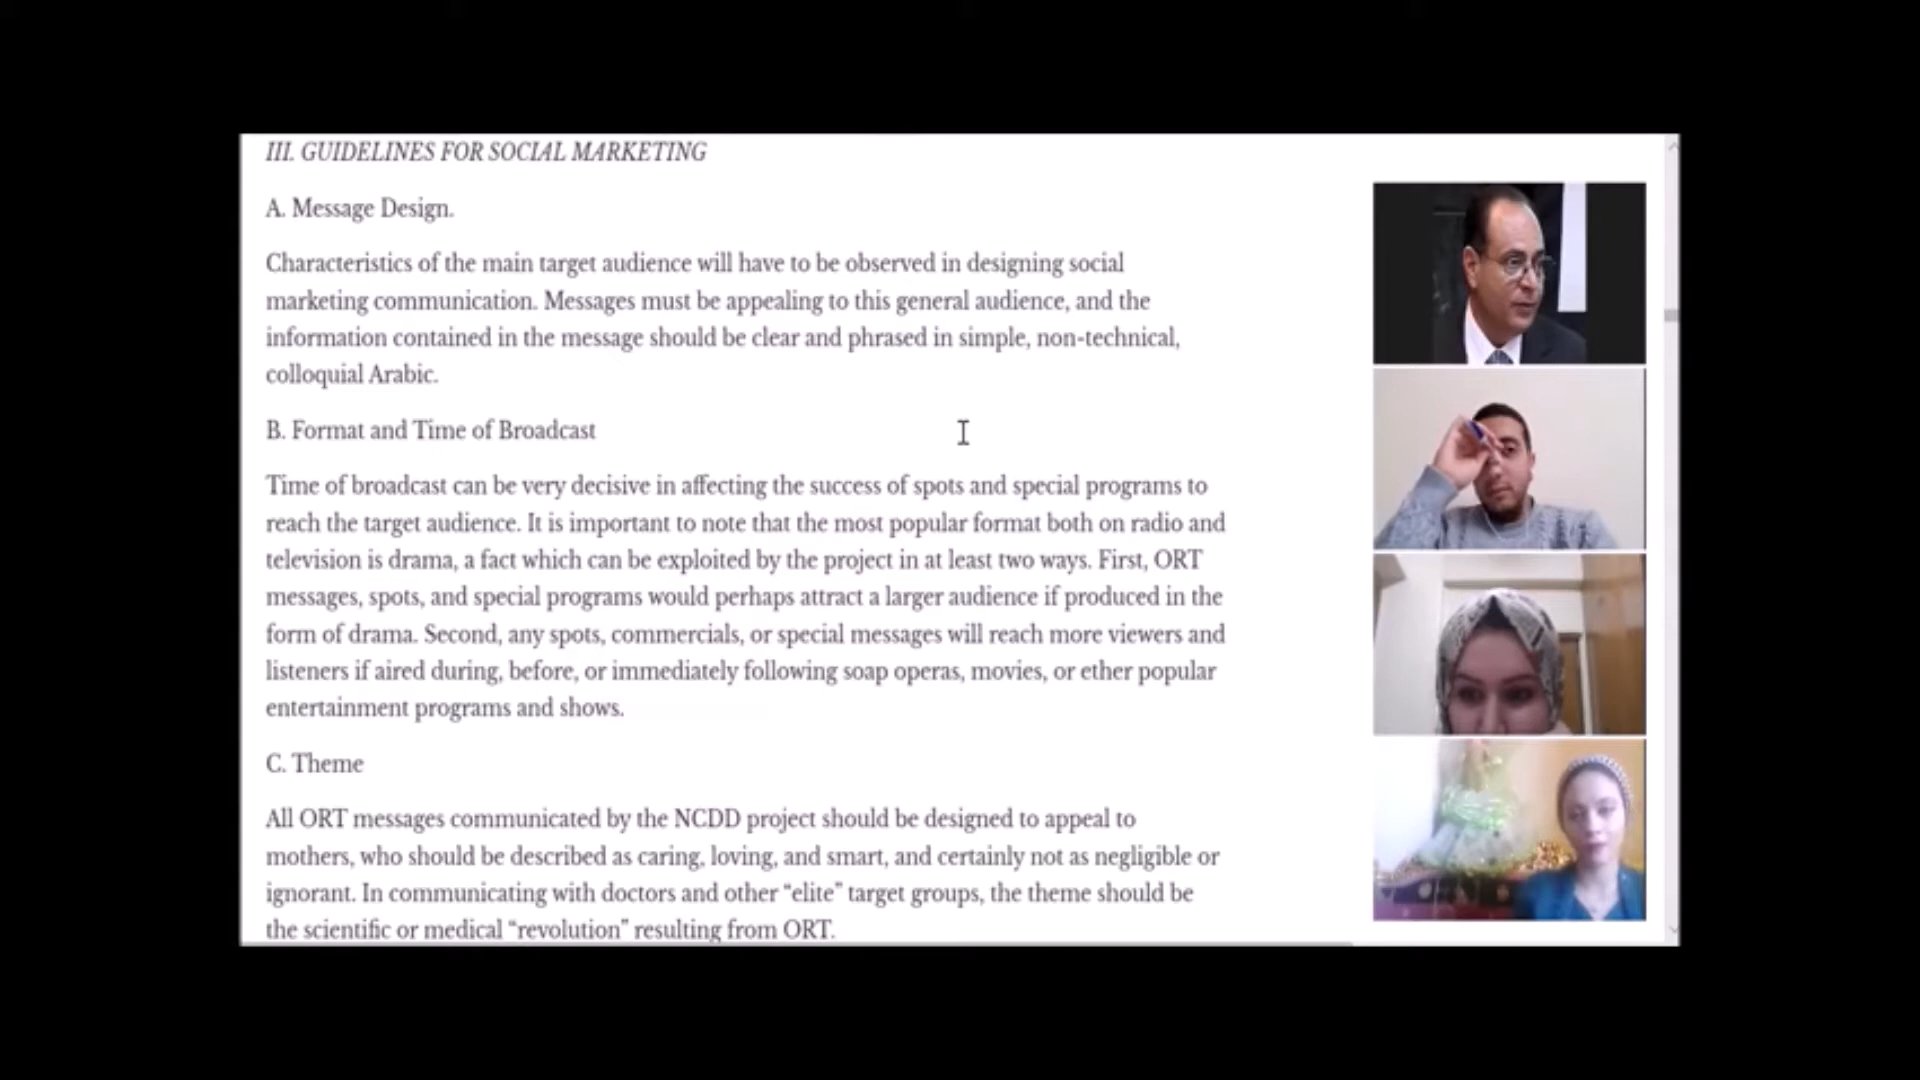 III. GUIDELINES FOR SOCIAL MARKETING
A. Message Design.
Characteristics of the main target audience will have to be observed in designing social
marketing communication. Messages must be appealing to this general audience, and the
information contained in the message should be clear and phrased in simple, non-technical,
colloquial Arabic.
B. Format and Time of Broadcast
Time of broadcast can be very decisive in affecting the success of spots and special programs to
reach the target audience. It is important to note that the most popular format both on radio and
television is drama, a fact which can be exploited by the project in at least two ways. First, ORT
messages, spots, and special programs would perhaps attract a larger audience if produced in the
form of drama. Second, any spots, commercials, or special messages will reach more viewers and
listeners if aired during, before, or immediately following soap operas, movies, or ether popular
entertainment programs and shows.
C. Theme
All ORT messages communicated by the NCDD project should be designed to appeal to
mothers, who should be described as caring, loving, and smart, and certainly not as negligible or
ignorant. In communicating with doctors and other “elite” target groups, the theme should be
the scientific or medical “revolution” resulting from ORT.